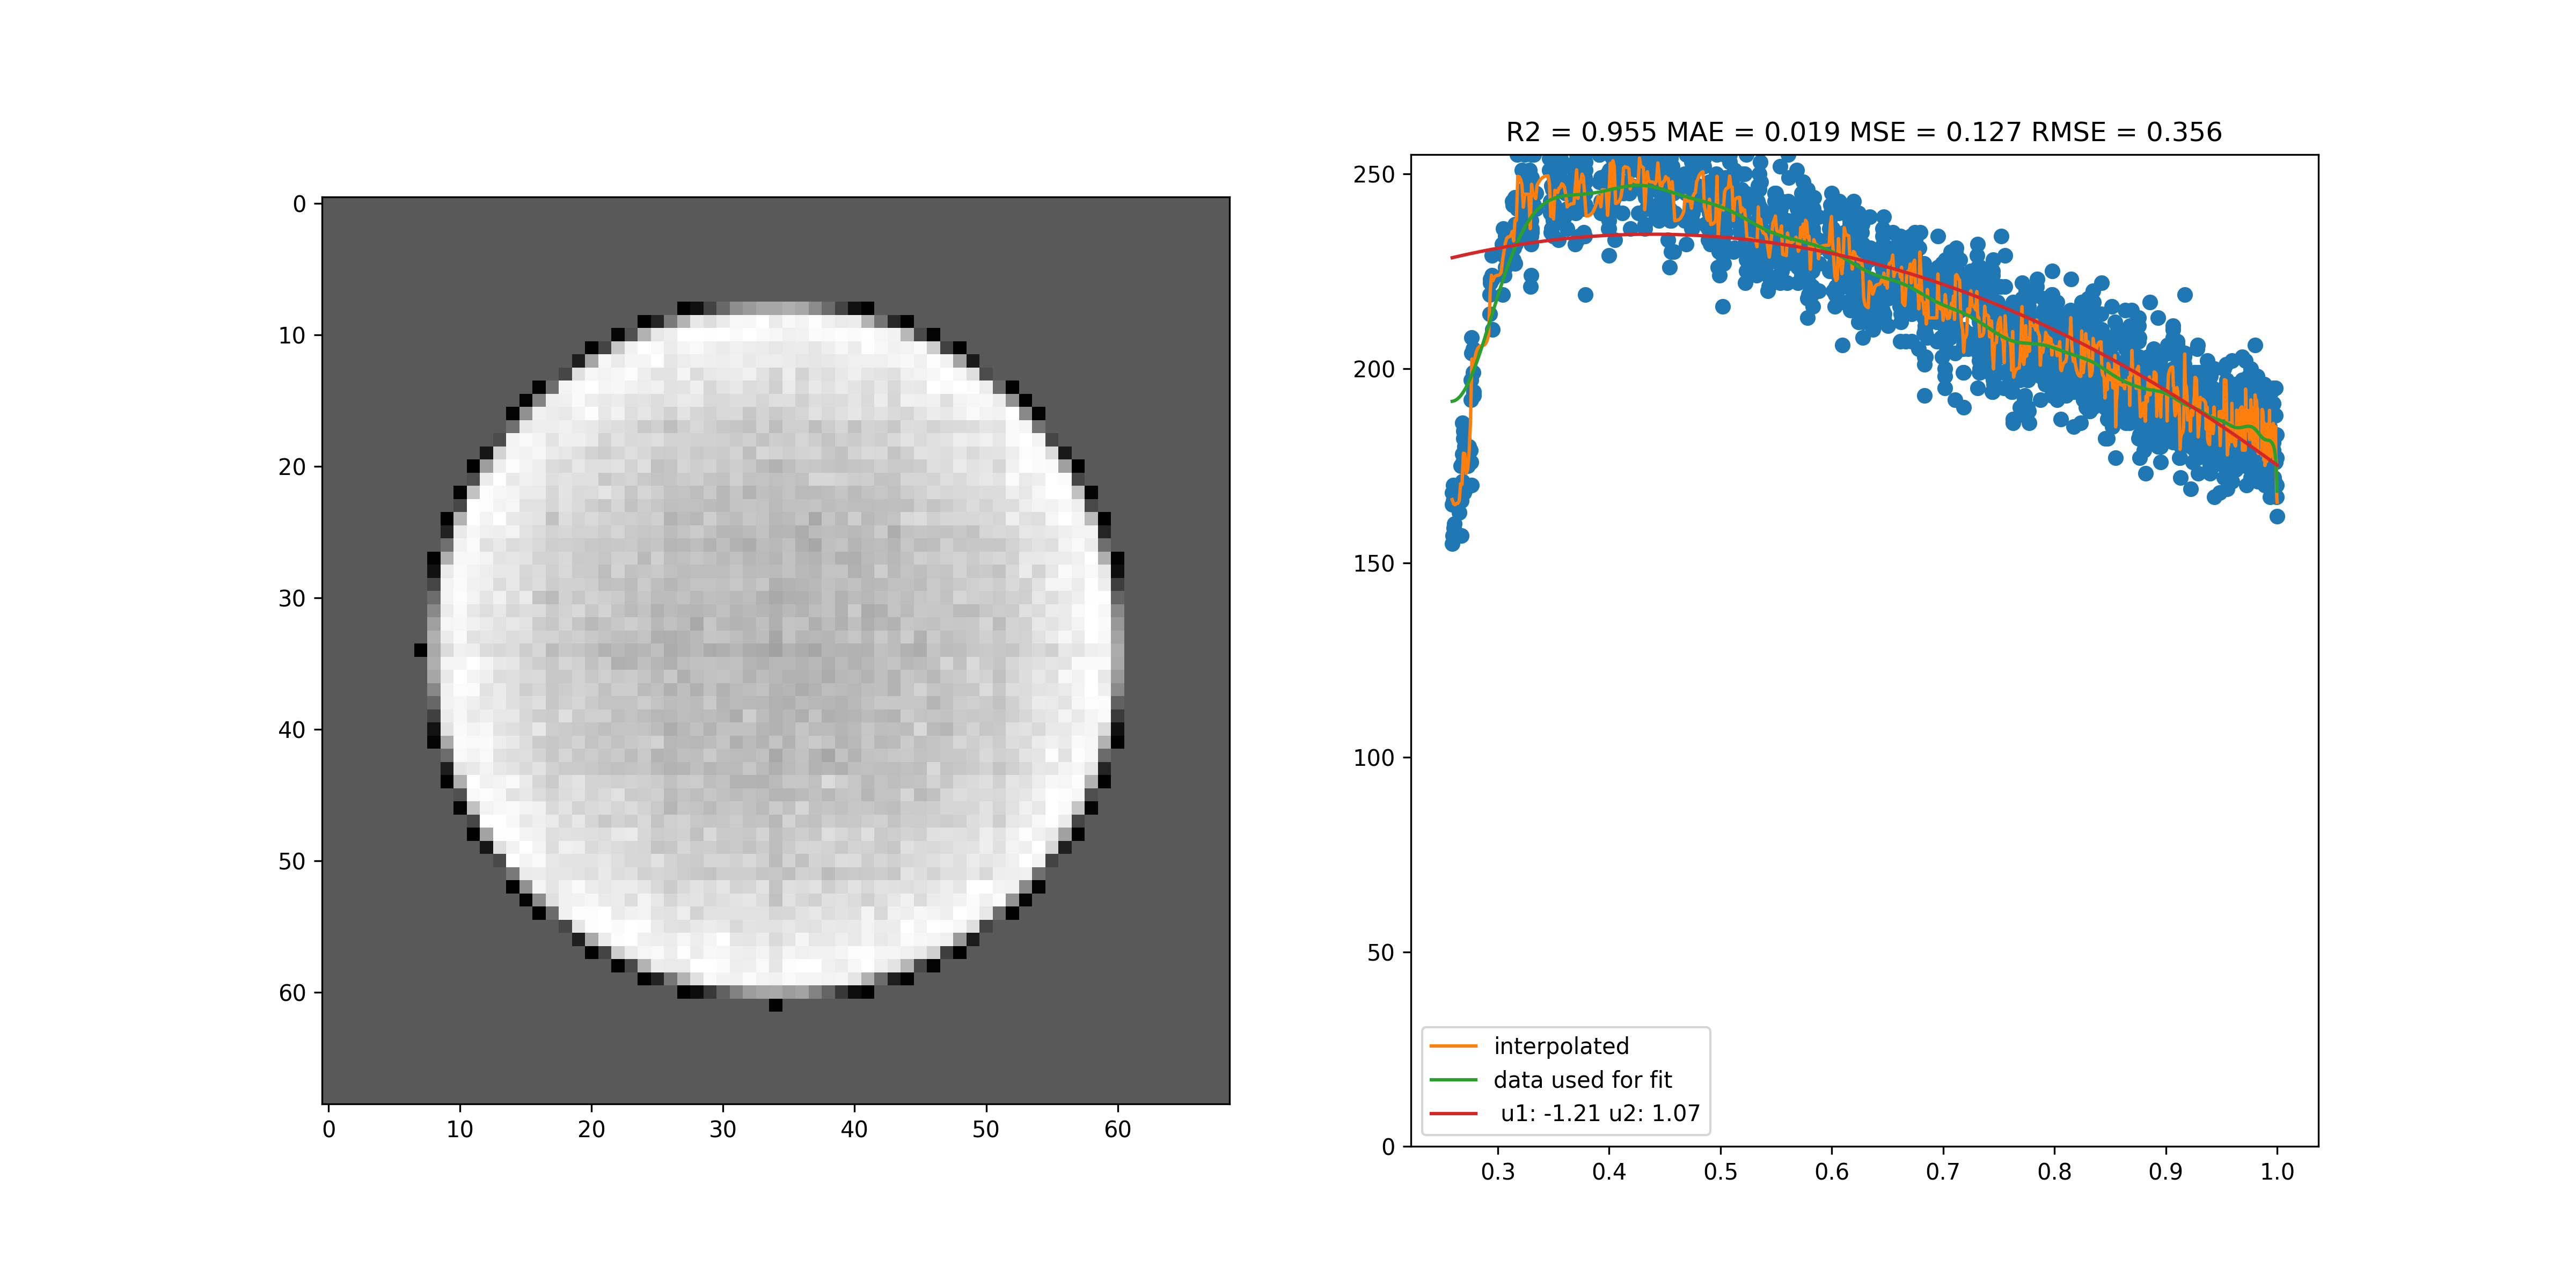 0
10
20
30
40
50
60
0 10 20 30 40 50 60
R2 = 0.955 MAE = 0.019 MSE = 0.127 RMSE = 0.356
250
200
150
100
50
0
interpolated
data used for fit
u1: -1.21 u2: 1.07
0.3 0.4 0.5 0.6 0.7 0.8 0.9 1.0